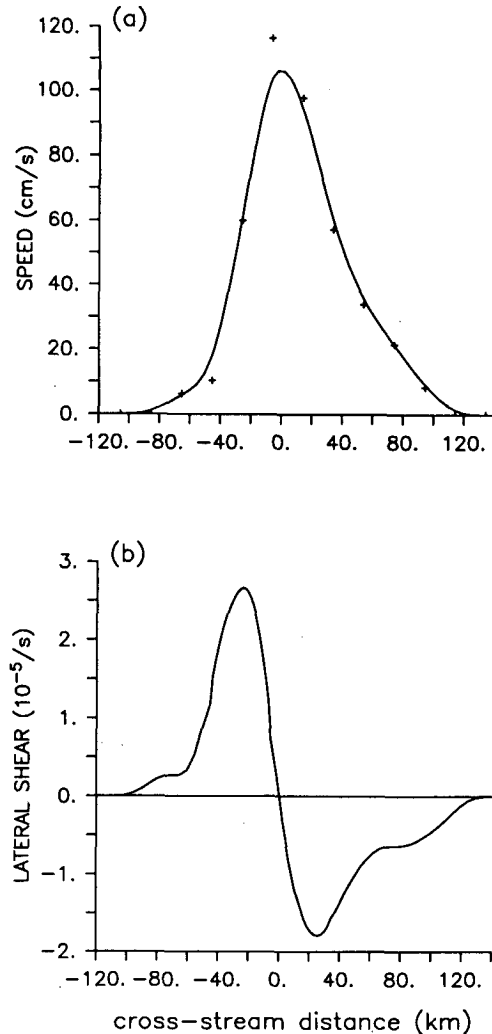 (a)
120.
100.
80.
60.
40.
20.
0.
SPEED (cm/s)
−120. −80. −40. 0. 40. 80. 120.
(b)
3.
2.
1.
0.
−1.
−2.
LATERAL SHEAR (10⁻⁵/s)
−120. −80. −40. 0. 40. 80. 120.
cross−stream distance (km)